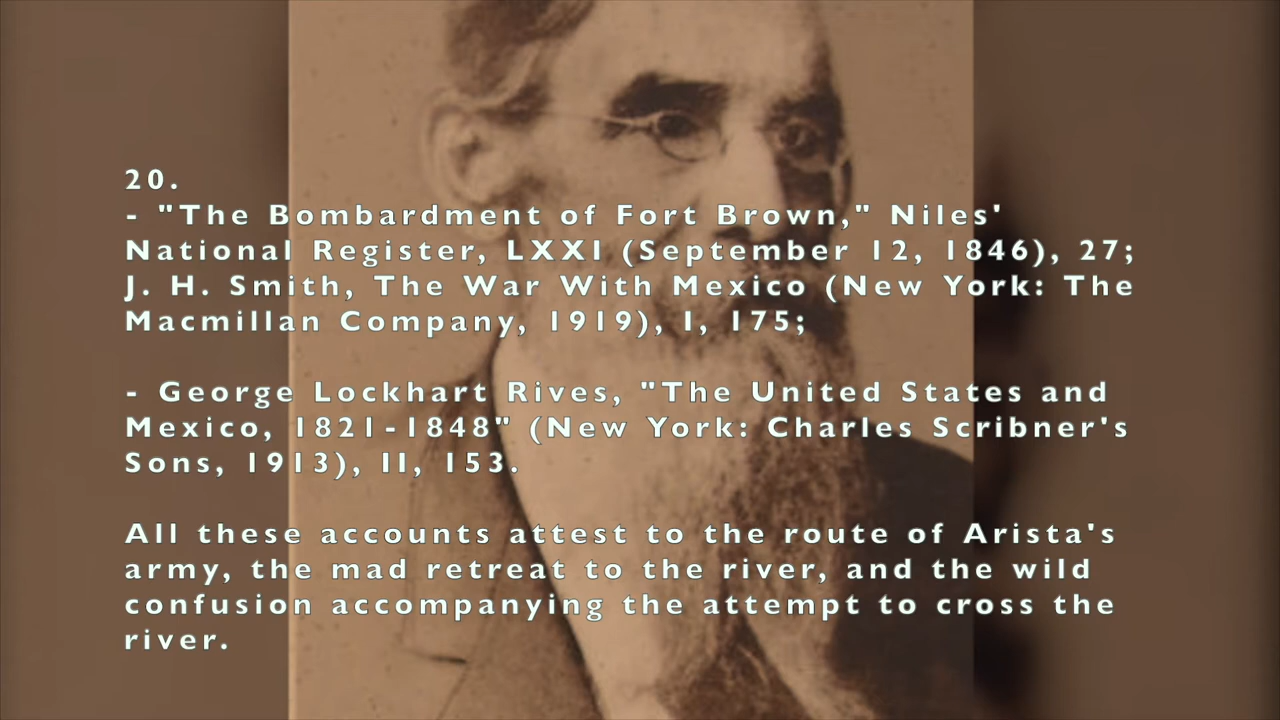 20.
- "The Bombardment of Fort Brown," Niles'
National Register, LXXI (September 12, 1846), 27;
J. H. Smith, The War With Mexico (New York: The
Macmillan Company, 1919), I, 175;
- George Lockhart Rives, "The United States and
Mexico, 1821-1848" (New York: Charles Scribner's
Sons, 1913), II, 153.
All these accounts attest to the route of Arista's
army, the mad retreat to the river, and the wild
confusion accompanying the attempt to cross the
river.